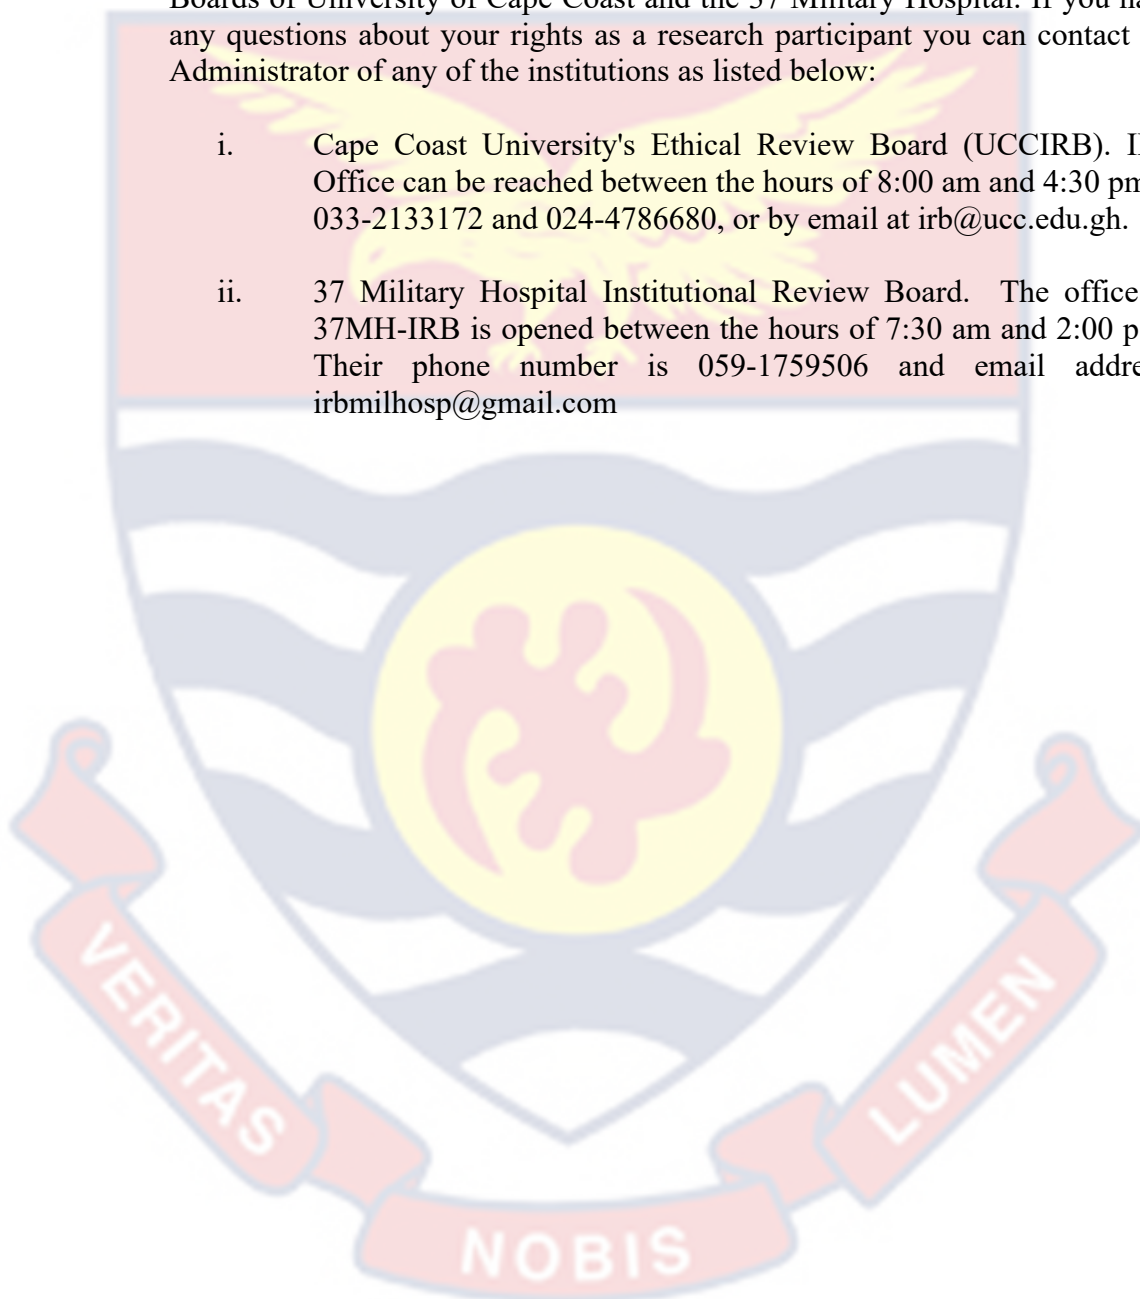 Boards of University of Cape Coast and the 37 Military Hospital. If you
any questions about your rights as a research participant you can contact
Administrator of any of the institutions as listed below:
i. Cape Coast University's Ethical Review Board (UCCIRB).
Office can be reached between the hours of 8:00 am and 4:30 pm
033-2133172 and 024-4786680, or by email at irb@ucc.edu.gh.
ii. 37 Military Hospital Institutional Review Board. The office
37MH-IRB is opened between the hours of 7:30 am and 2:00
Their phone number is 059-1759506 and email
irbmilhosp@gmail.com
VERITAS
NOBIS
LUMEN